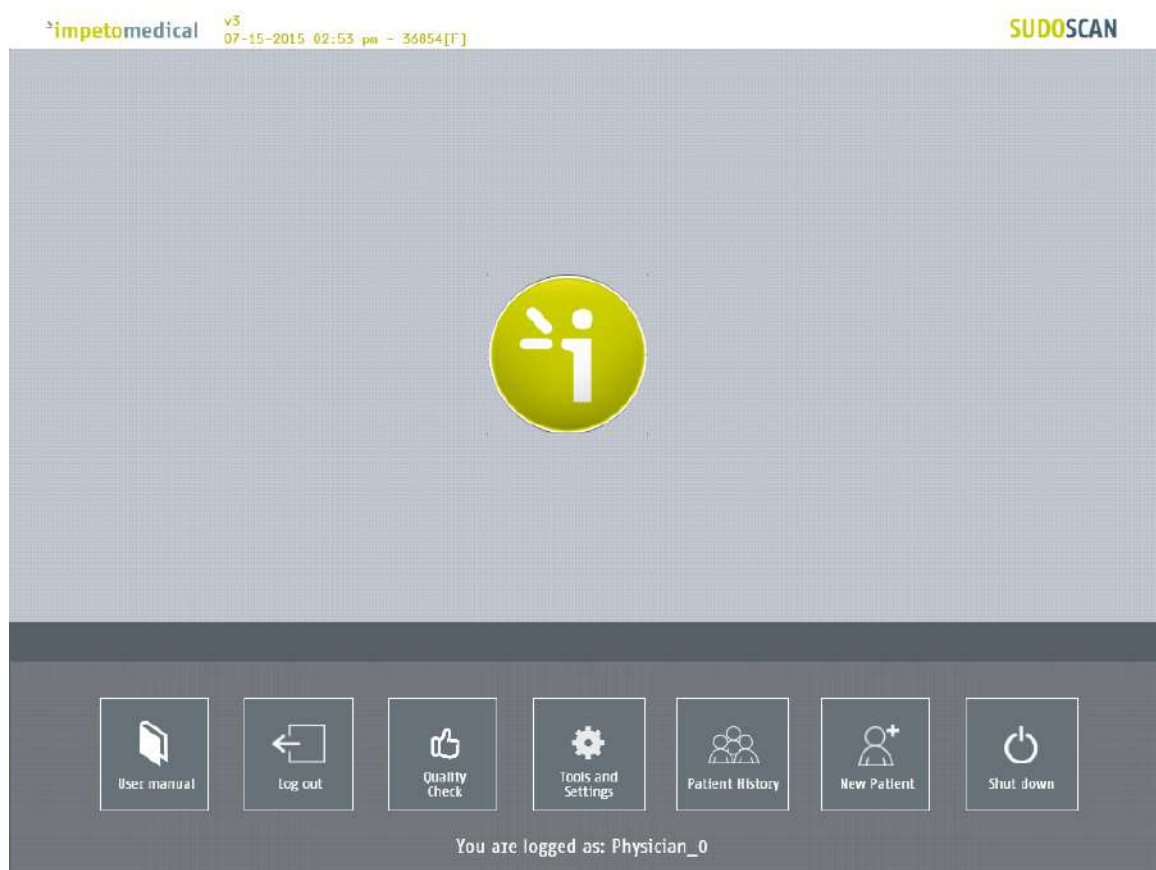 impetomedical
v3
07-15-2015 02:53 pm - 36854[F]
SUDOSCAN
User manual
Log out
Quality
Check
Tools and
Settings
Patient History
New Patient
Shut down
You are logged as: Physician_0